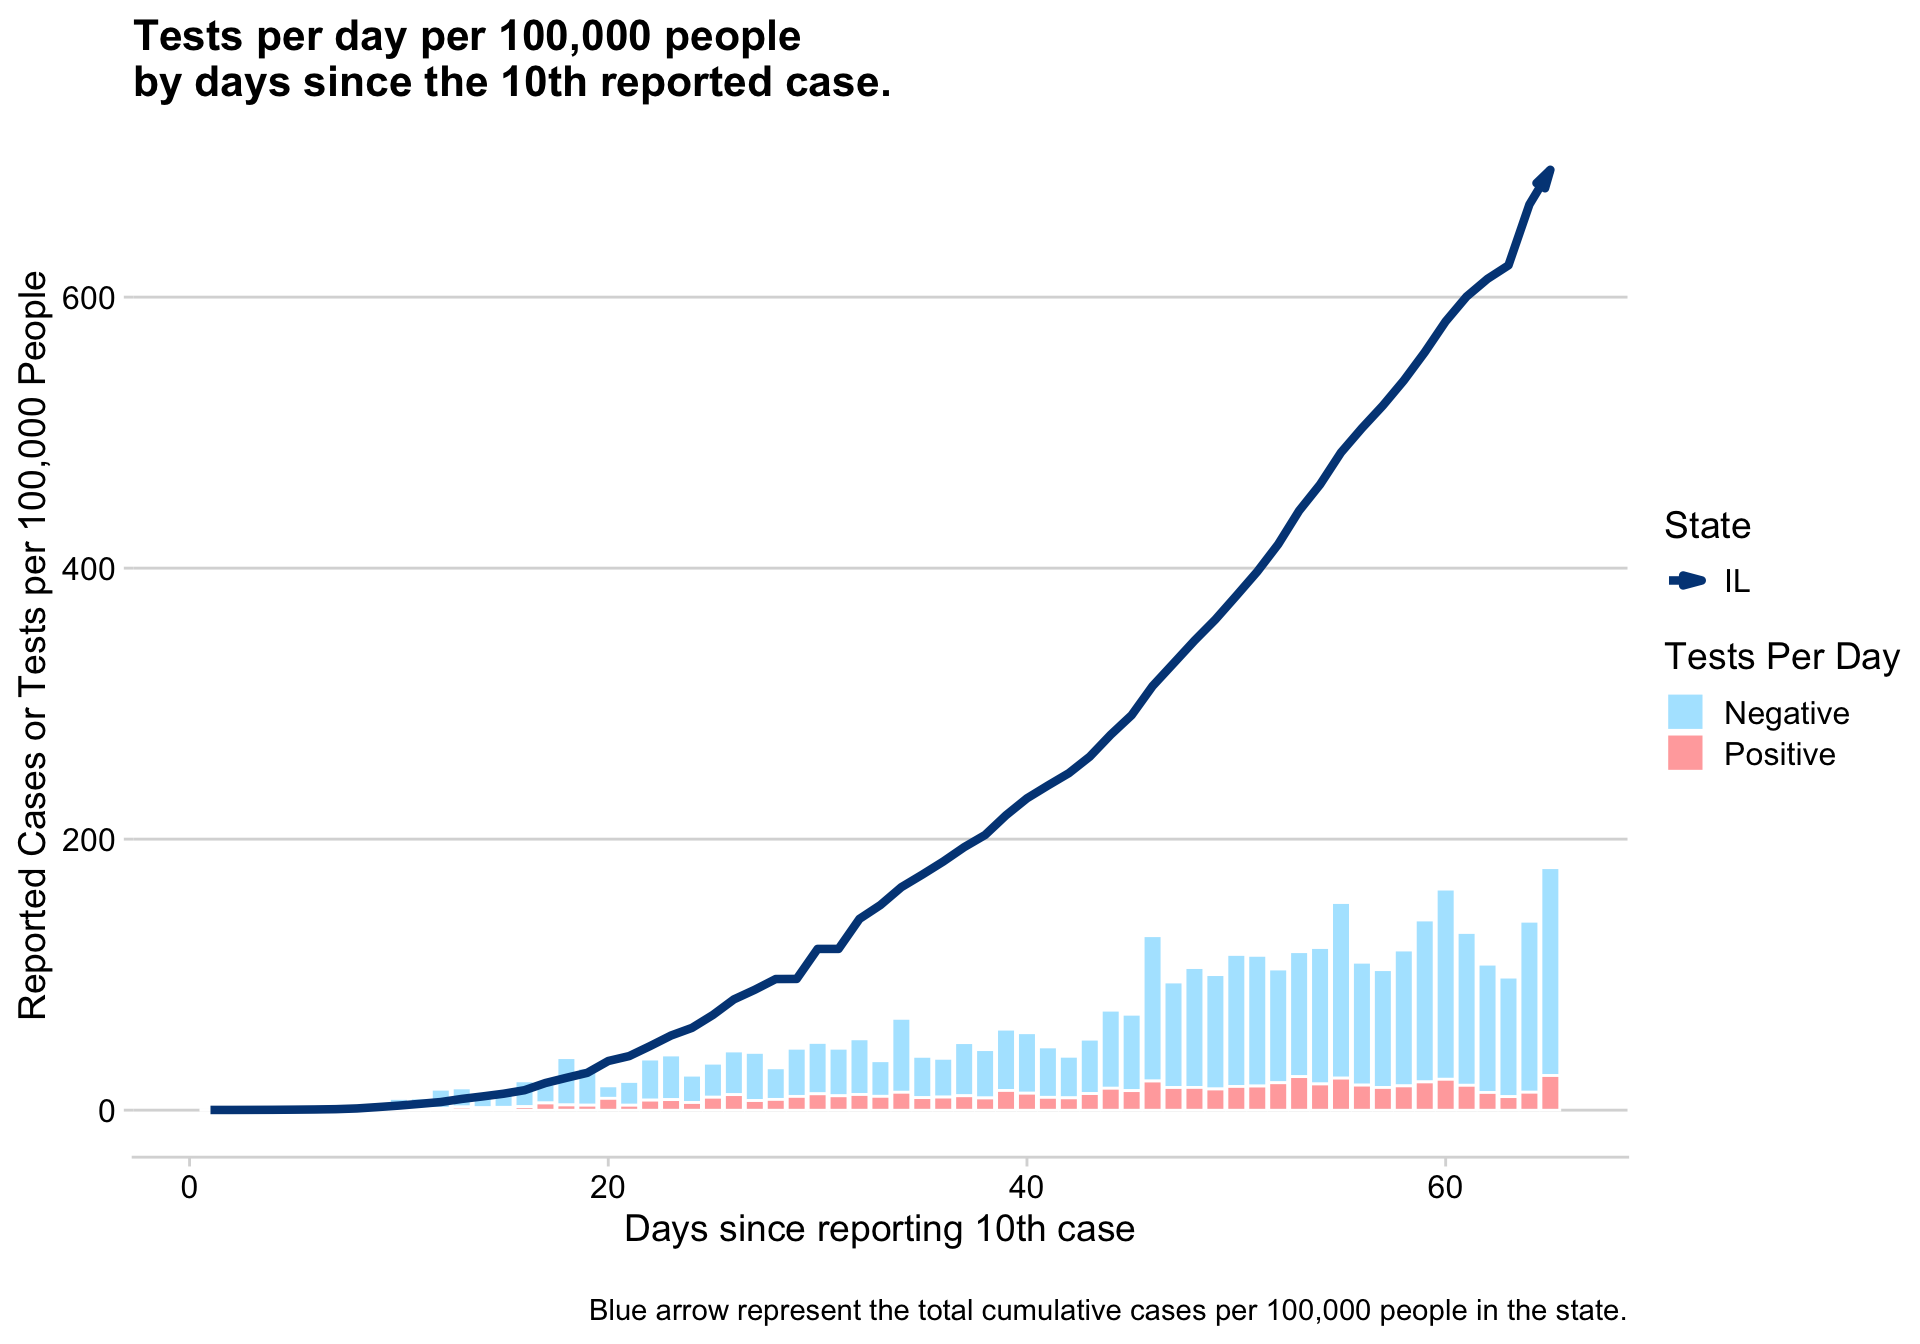 Tests per day per 100,000 people
by days since the 10th reported case.
Reported Cases or Tests per 100,000 People
600
400
200
0
0
20
40
60
Days since reporting 10th case
State
IL
Tests Per Day
Negative
Positive
Blue arrow represent the total cumulative cases per 100,000 people in the state.